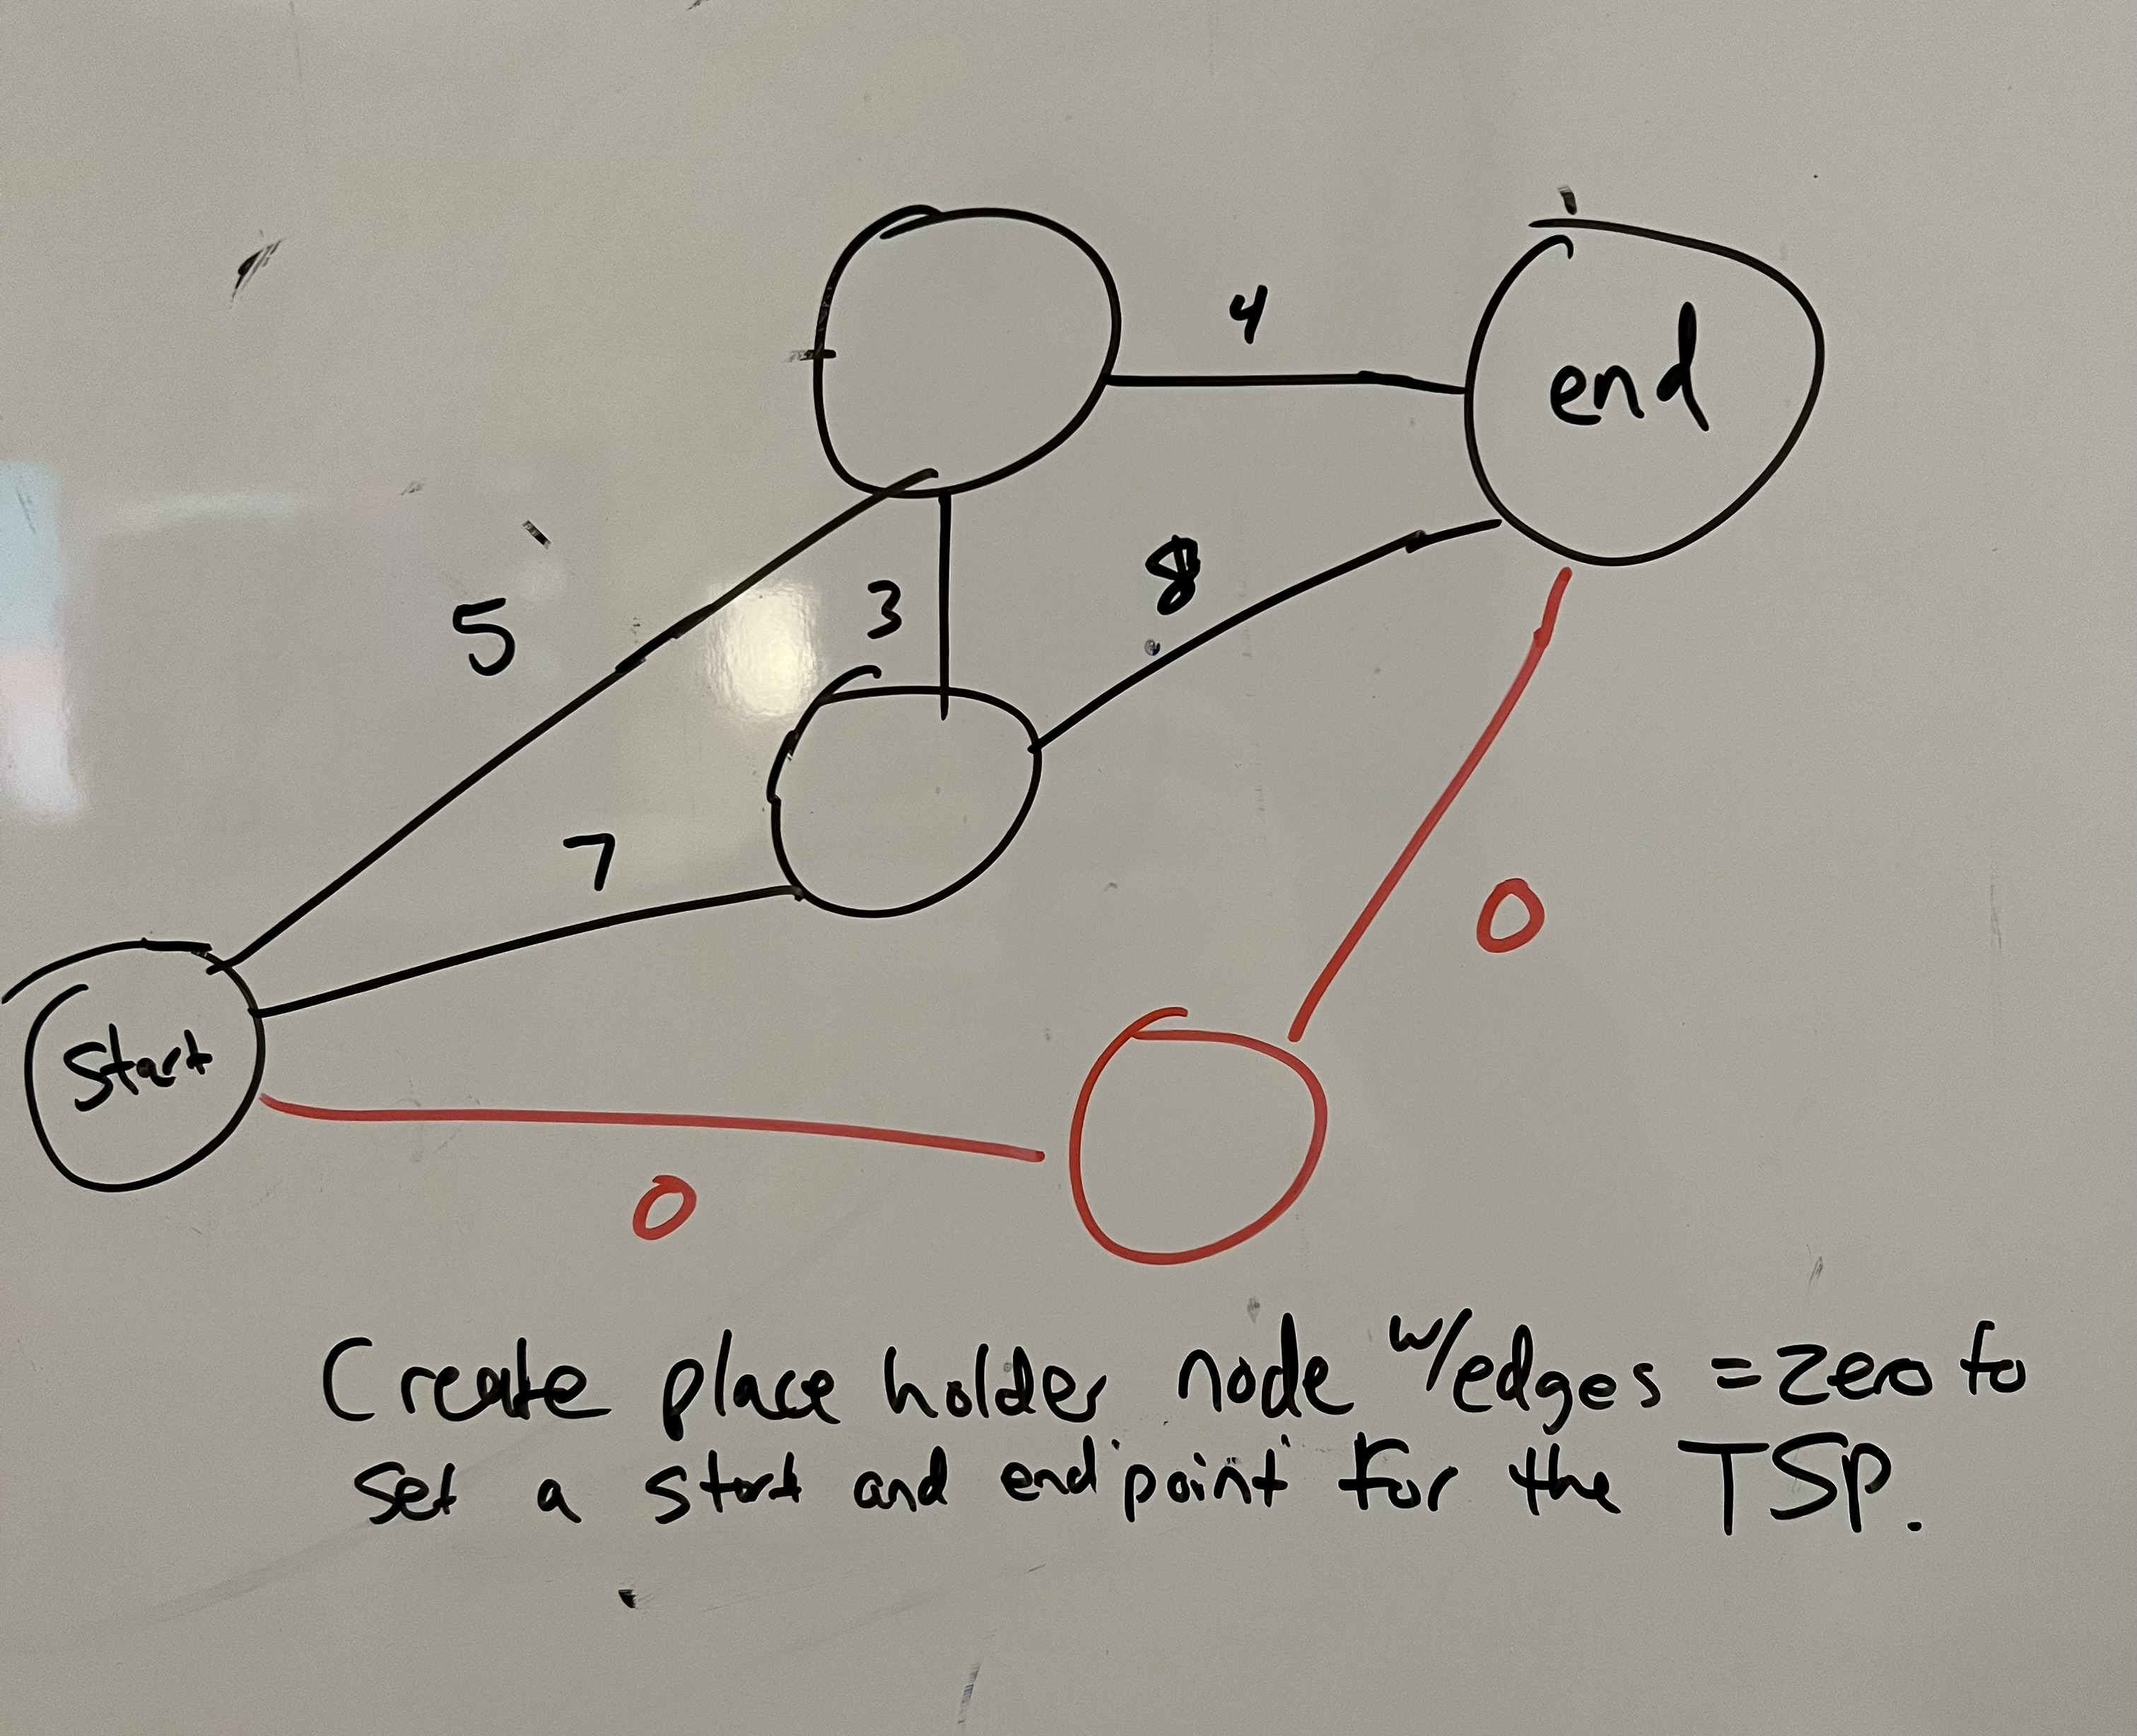 4
end
5
3
8
7
Start
0
0
Create place holder node w/edges = zero to
set a start and end point for the TSP.